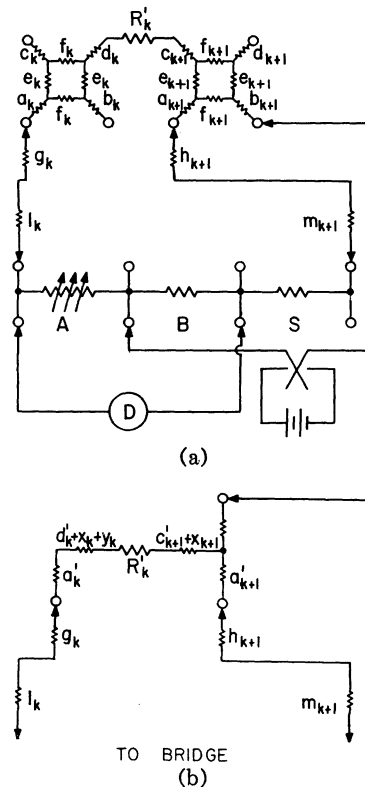 R'k
ck fk dk ck+1 fk+1 dk+1
ek ek ek+1 ek+1
ak fk bk ak+1 fk+1 bk+1
gk hk+1
lk mk+1
A B S
D
(a)
d'k+xk+yk R'k c'k+1+xk+1
a'k a'k+1
gk hk+1
lk mk+1
TO BRIDGE
(b)